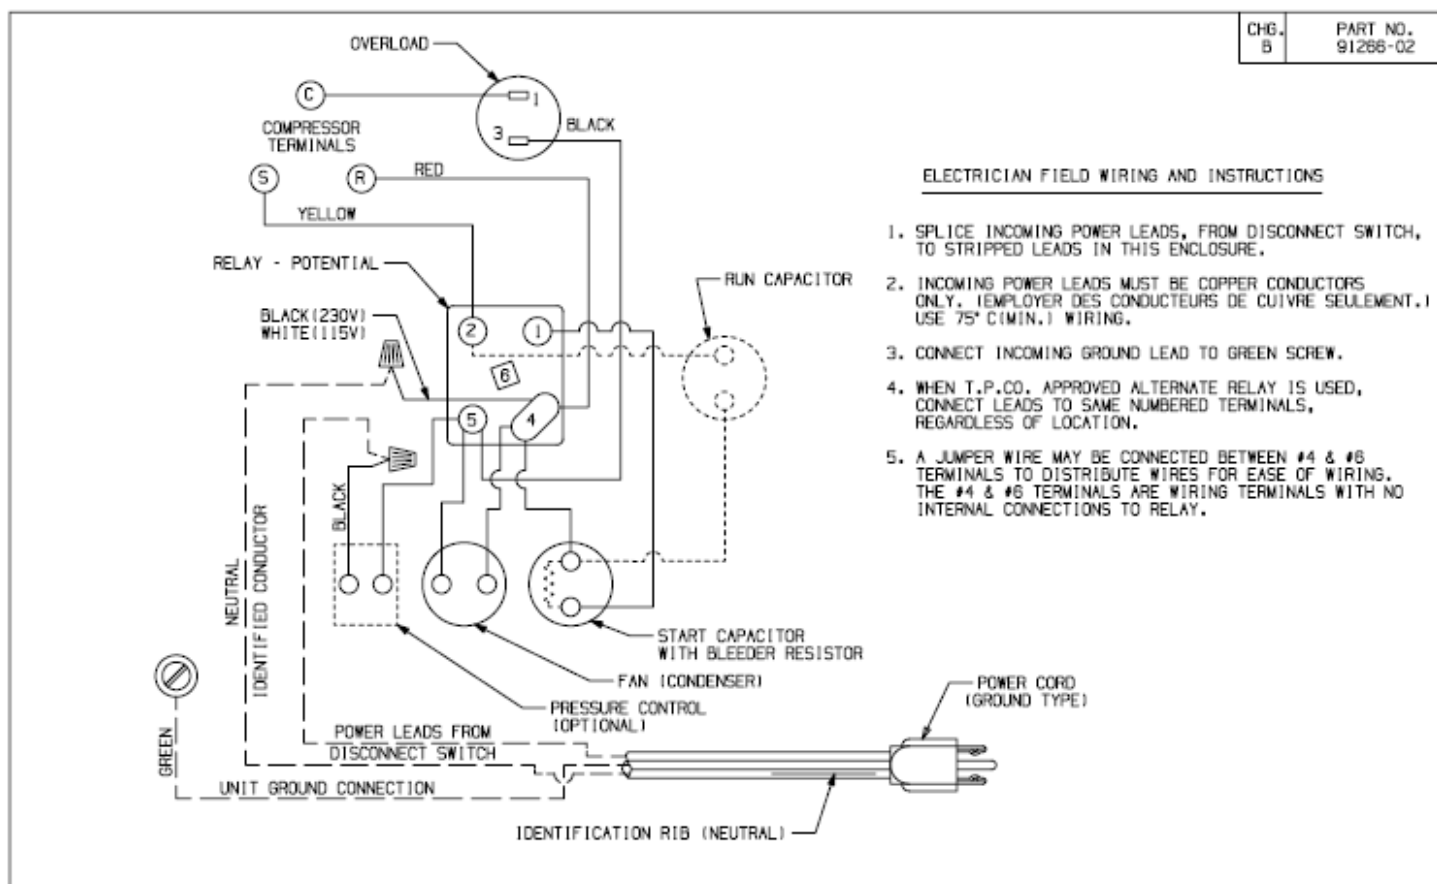 CHG.
B
PART NO.
91266-02
OVERLOAD
C
1
3
BLACK
COMPRESSOR
TERMINALS
S
R
RED
YELLOW
RELAY - POTENTIAL
BLACK(230V)
WHITE(115V)
2
1
6
5
4
RUN CAPACITOR
BLACK
NEUTRAL
IDENTIFIED CONDUCTOR
START CAPACITOR
WITH BLEEDER RESISTOR
FAN (CONDENSER)
PRESSURE CONTROL
(OPTIONAL)
GREEN
POWER LEADS FROM
DISCONNECT SWITCH
UNIT GROUND CONNECTION
POWER CORD
(GROUND TYPE)
IDENTIFICATION RIB (NEUTRAL)
ELECTRICIAN FIELD WIRING AND INSTRUCTIONS
1. SPLICE INCOMING POWER LEADS, FROM DISCONNECT SWITCH,
TO STRIPPED LEADS IN THIS ENCLOSURE.
2. INCOMING POWER LEADS MUST BE COPPER CONDUCTORS
ONLY. (EMPLOYER DES CONDUCTEURS DE CUIVRE SEULEMENT.)
USE 75° C(MIN.) WIRING.
3. CONNECT INCOMING GROUND LEAD TO GREEN SCREW.
4. WHEN T.P.CO. APPROVED ALTERNATE RELAY IS USED,
CONNECT LEADS TO SAME NUMBERED TERMINALS,
REGARDLESS OF LOCATION.
5. A JUMPER WIRE MAY BE CONNECTED BETWEEN #4 & #6
TERMINALS TO DISTRIBUTE WIRES FOR EASE OF WIRING.
THE #4 & #6 TERMINALS ARE WIRING TERMINALS WITH NO
INTERNAL CONNECTIONS TO RELAY.